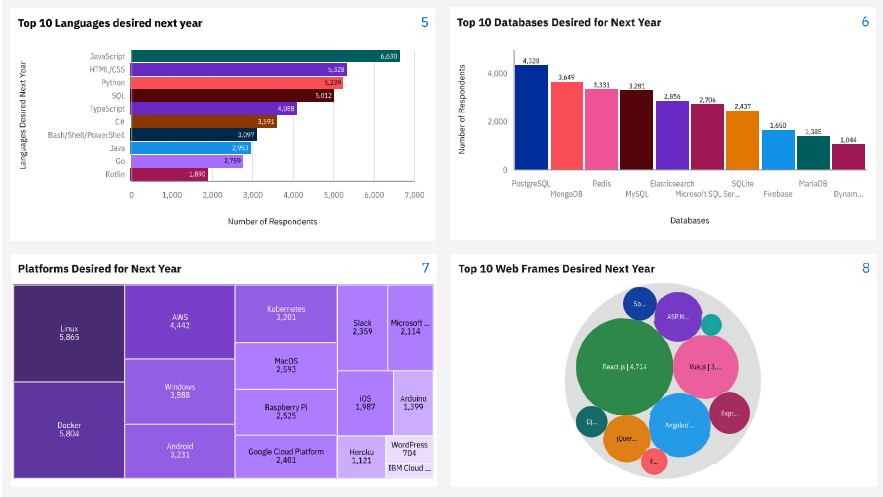 Top 10 Languages desired next year
5
Languages Desired Next Year
JavaScript 6,630
HTML/CSS 5,328
Python 5,239
SQL 5,012
TypeScript 4,088
C# 3,591
Bash/Shell/PowerShell 3,097
Java 2,953
Go 2,759
Kotlin 1,890
0 1,000 2,000 3,000 4,000 5,000 6,000 7,000
Number of Respondents
Top 10 Databases Desired for Next Year
6
Number of Respondents
4,000
2,000
0
4,328 3,649 3,331 3,281 2,856 2,706 2,437 1,650 1,385 1,044
PostgreSQL Redis Elasticsearch SQLite MariaDB
MongoDB MySQL Microsoft SQL Ser... Firebase Dynam...
Databases
Platforms Desired for Next Year
7
Linux
5,865
Docker
5,804
AWS
4,442
Windows
3,888
Android
3,231
Kubernetes
3,201
MacOS
2,593
Raspberry Pi
2,525
Google Cloud Platform
2,401
Slack
2,359
Microsoft ...
2,114
iOS
1,987
Arduino
1,399
Heroku
1,121
WordPress
704
IBM Cloud ...
Top 10 Web Frames Desired Next Year
8
Sp...
ASP.N...
React.js |
Vue.js | 3...
Expr...
Angular/...
Dj...
jQuer...
F...